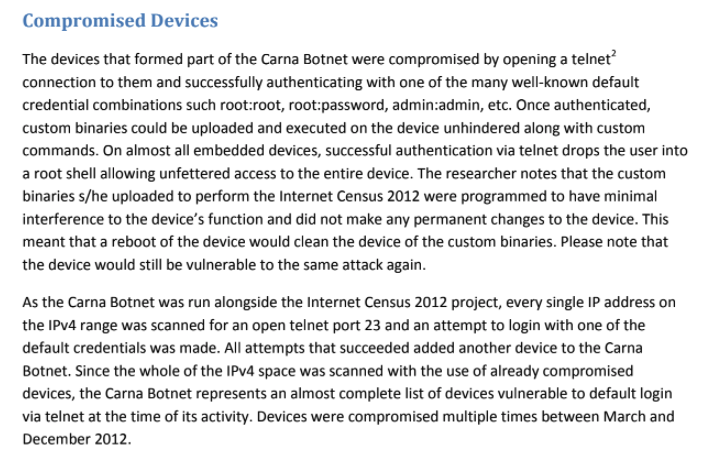 Compromised Devices
The devices that formed part of the Carna Botnet were compromised by opening a telnet²
connection to them and successfully authenticating with one of the many well-known default
credential combinations such root:root, root:password, admin:admin, etc. Once authenticated,
custom binaries could be uploaded and executed on the device unhindered along with custom
commands. On almost all embedded devices, successful authentication via telnet drops the user into
a root shell allowing unfettered access to the entire device. The researcher notes that the custom
binaries s/he uploaded to perform the Internet Census 2012 were programmed to have minimal
interference to the device's function and did not make any permanent changes to the device. This
meant that a reboot of the device would clean the device of the custom binaries. Please note that
the device would still be vulnerable to the same attack again.
As the Carna Botnet was run alongside the Internet Census 2012 project, every single IP address on
the IPv4 range was scanned for an open telnet port 23 and an attempt to login with one of the
default credentials was made. All attempts that succeeded added another device to the Carna
Botnet. Since the whole of the IPv4 space was scanned with the use of already compromised
devices, the Carna Botnet represents an almost complete list of devices vulnerable to default login
via telnet at the time of its activity. Devices were compromised multiple times between March and
December 2012.